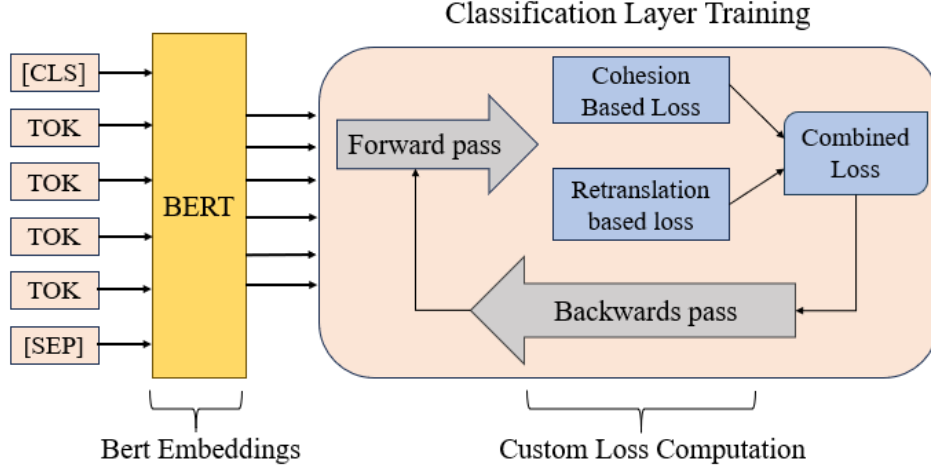 Classification Layer Training
[CLS]
TOK
TOK
TOK
TOK
[SEP]
BERT
Forward pass
Cohesion
Based Loss
Retranslation
based loss
Combined
Loss
Backwards pass
Bert Embeddings
Custom Loss Computation